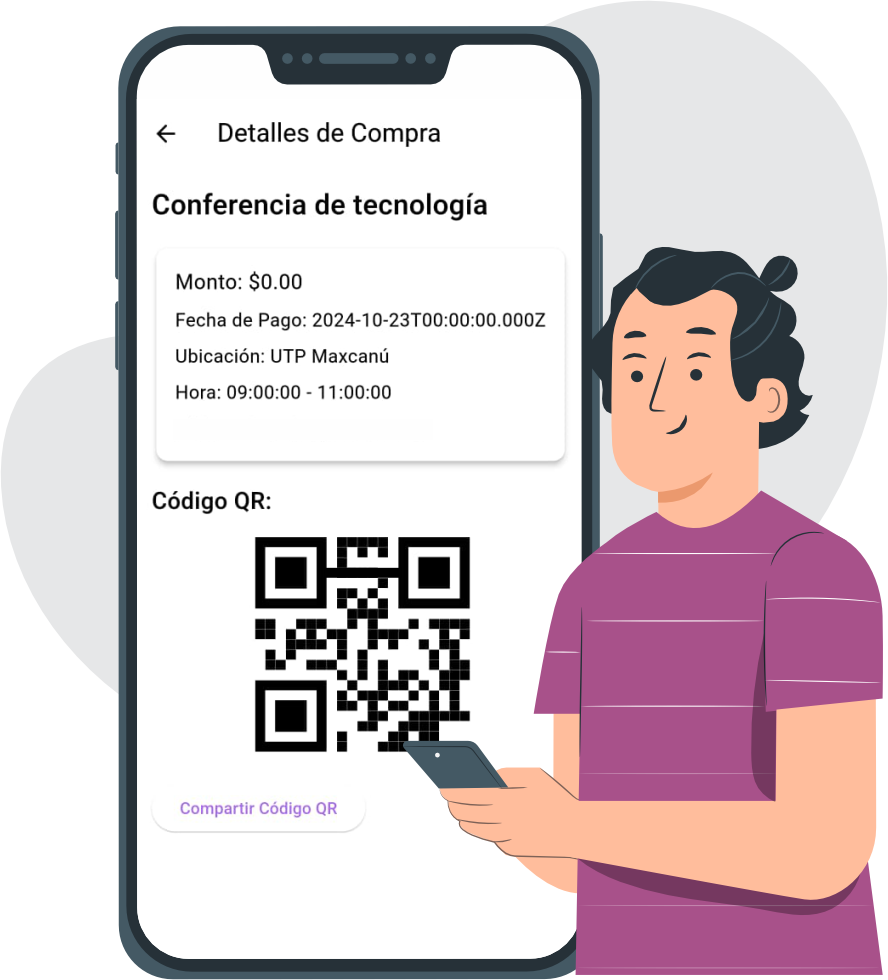 Detalles de Compra
Conferencia de tecnología
Monto: $0.00
Fecha de Pago: 2024-10-23T00:00:00.000Z
Ubicación: UTP Maxcanú
Hora: 09:00:00 - 11:00:00
Código QR:
Compartir Código QR